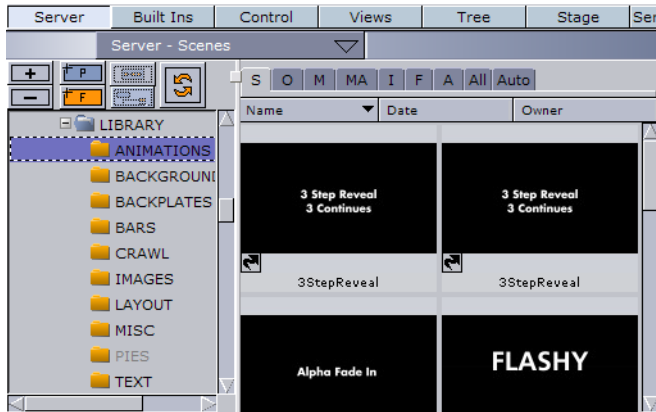 Server Built Ins Control Views Tree Stage Ser
Server - Scenes
+ P
− F
S O M MA I F A All Auto
Name Date Owner
LIBRARY
ANIMATIONS
BACKGROUNI
BACKPLATES
BARS
CRAWL
IMAGES
LAYOUT
MISC
PIES
TEXT
3 Step Reveal
3 Continues
3StepReveal
3 Step Reveal
3 Continues
3StepReveal
Alpha Fade In
FLASHY